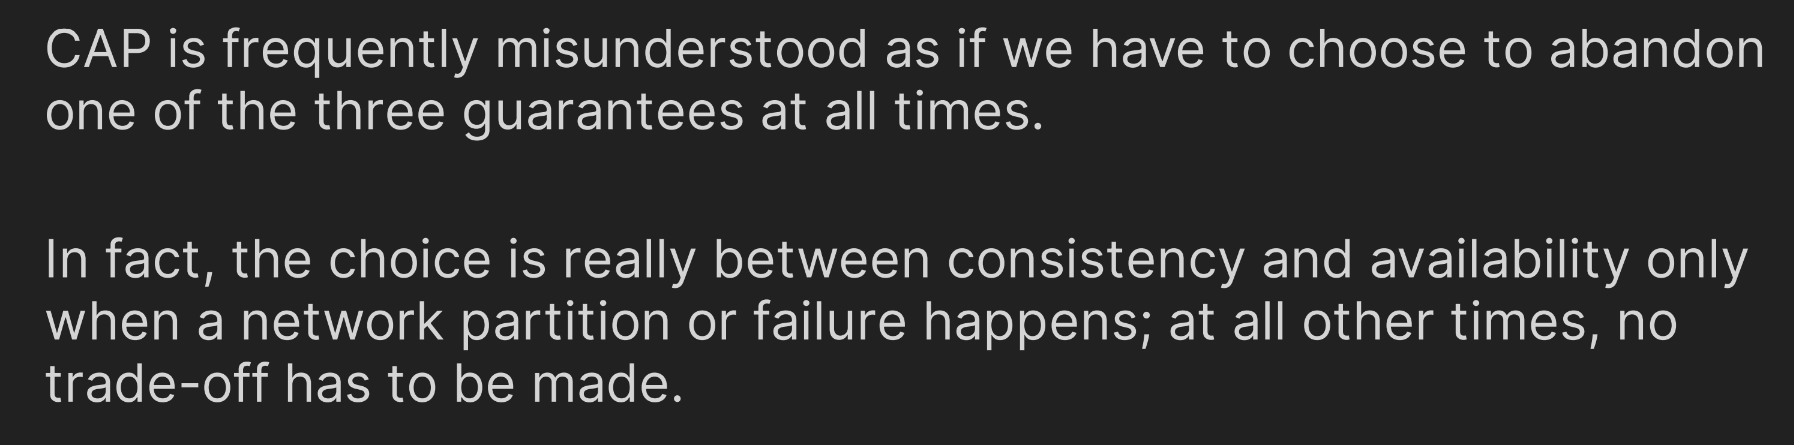 CAP is frequently misunderstood as if we have to choose to abandon
one of the three guarantees at all times.
In fact, the choice is really between consistency and availability only
when a network partition or failure happens; at all other times, no
trade-off has to be made.